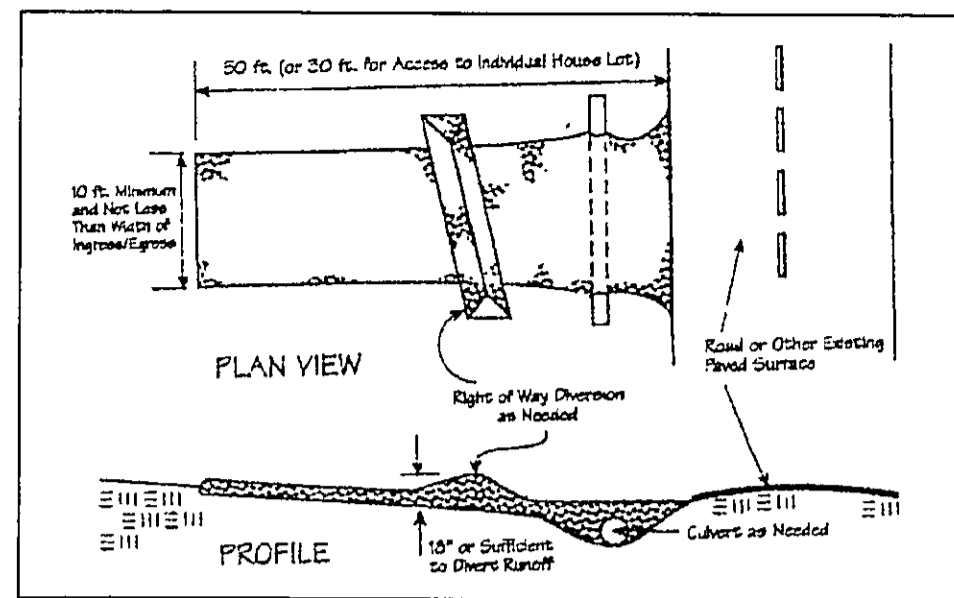 50 ft. (or 30 ft. for Access to Individual House Lot)
10 ft. Minimum
and Not Less
Than Width of
Ingress/Egress
PLAN VIEW
Right of Way Diversion
as Needed
Road or Other Existing
Paved Surface
18" or Sufficient
to Divert Runoff
Culvert as Needed
PROFILE